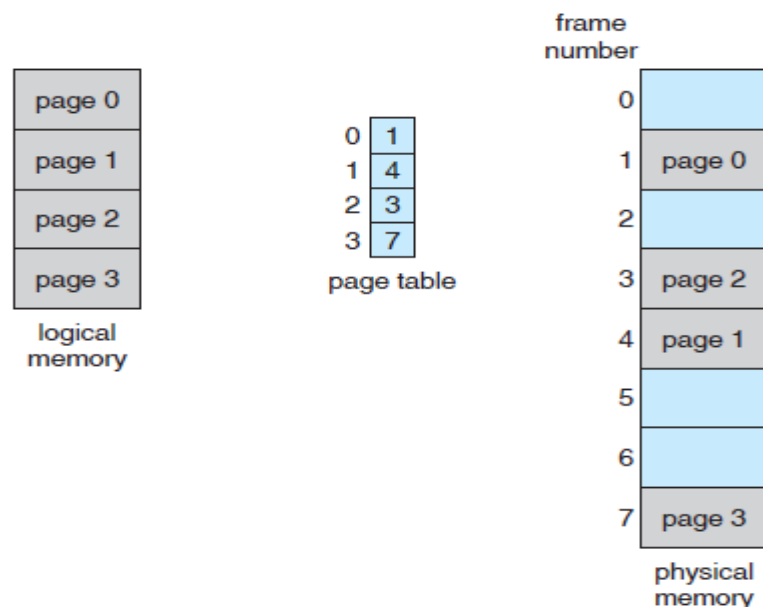 frame
number
page 0
page 1
page 2
page 3
logical
memory
0 1
1 4
2 3
3 7
page table
0
1 page 0
2
3 page 2
4 page 1
5
6
7 page 3
physical
memory